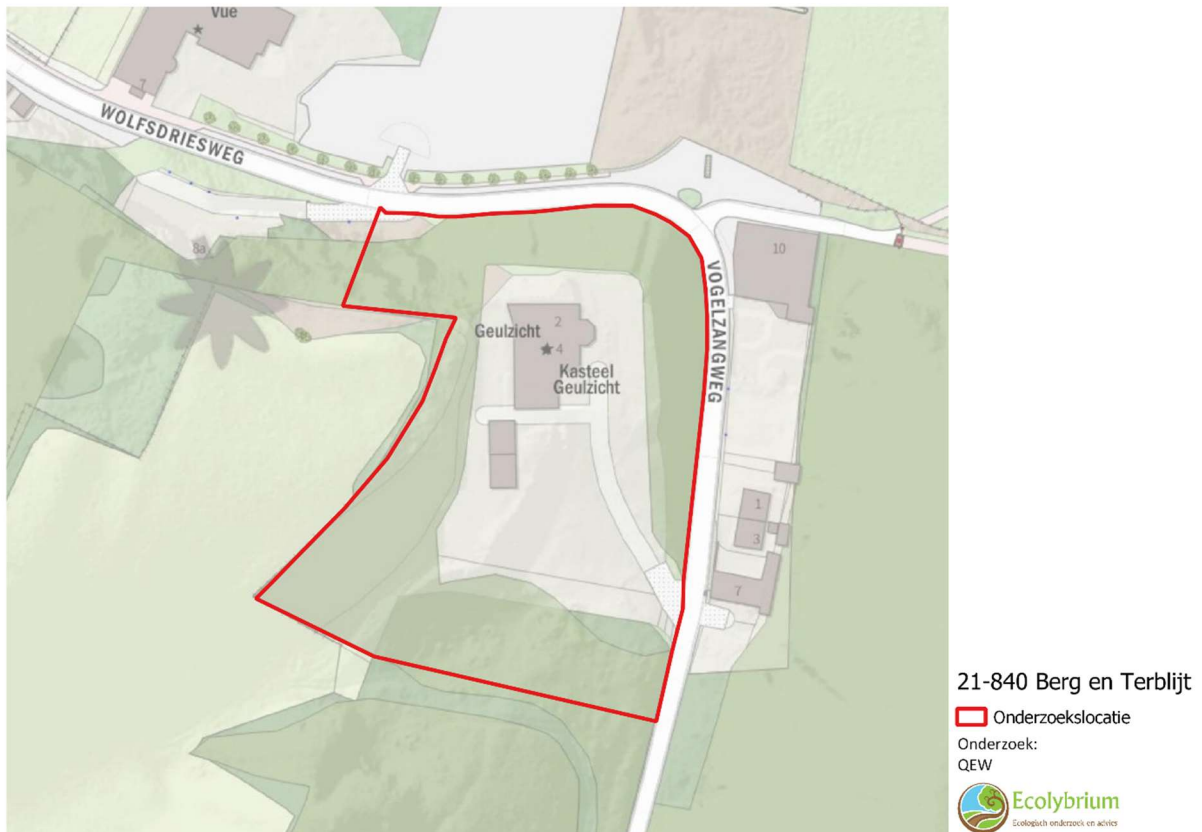 Vue
7
WOLFSDRIESWEG
8a
10
VOGELZANGWEG
Geulzicht
2
4
Kasteel
Geulzicht
1
3
7
21-840 Berg en Terblijt
Onderzoekslocatie
Onderzoek:
QEW
Ecolybrium
Ecologisch onderzoek en advies